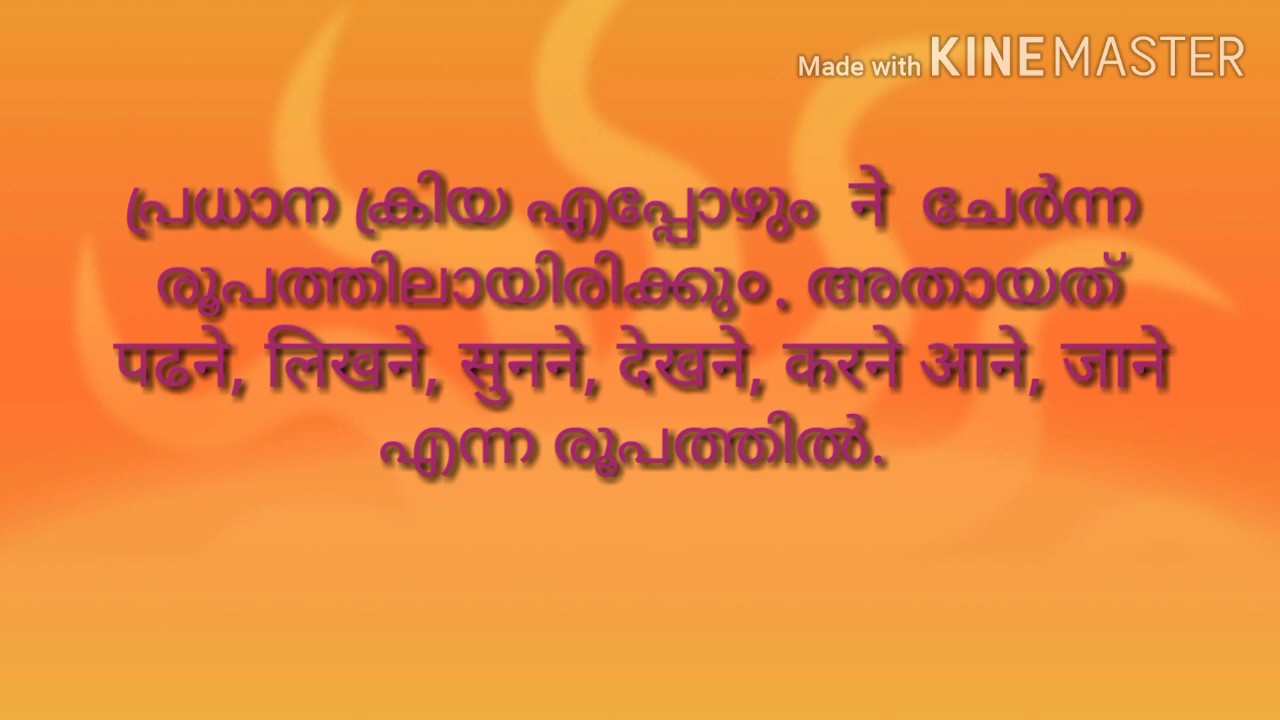 Made with KINEMASTER
പ്രധാന ക്രിയ എപ്പോഴും ने ചേർന്ന
രൂപത്തിലായിരിക്കും. അതായത്
पढने, लिखने, सुनने, देखने, करने आने, जाने
എന്ന രൂപത്തിൽ.